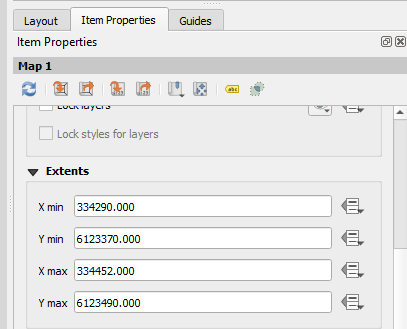 Layout Item Properties Guides
Item Properties
Map 1
abc
Lock layers
Lock styles for layers
Extents
X min 334290.000
Y min 6123370.000
X max 334452.000
Y max 6123490.000